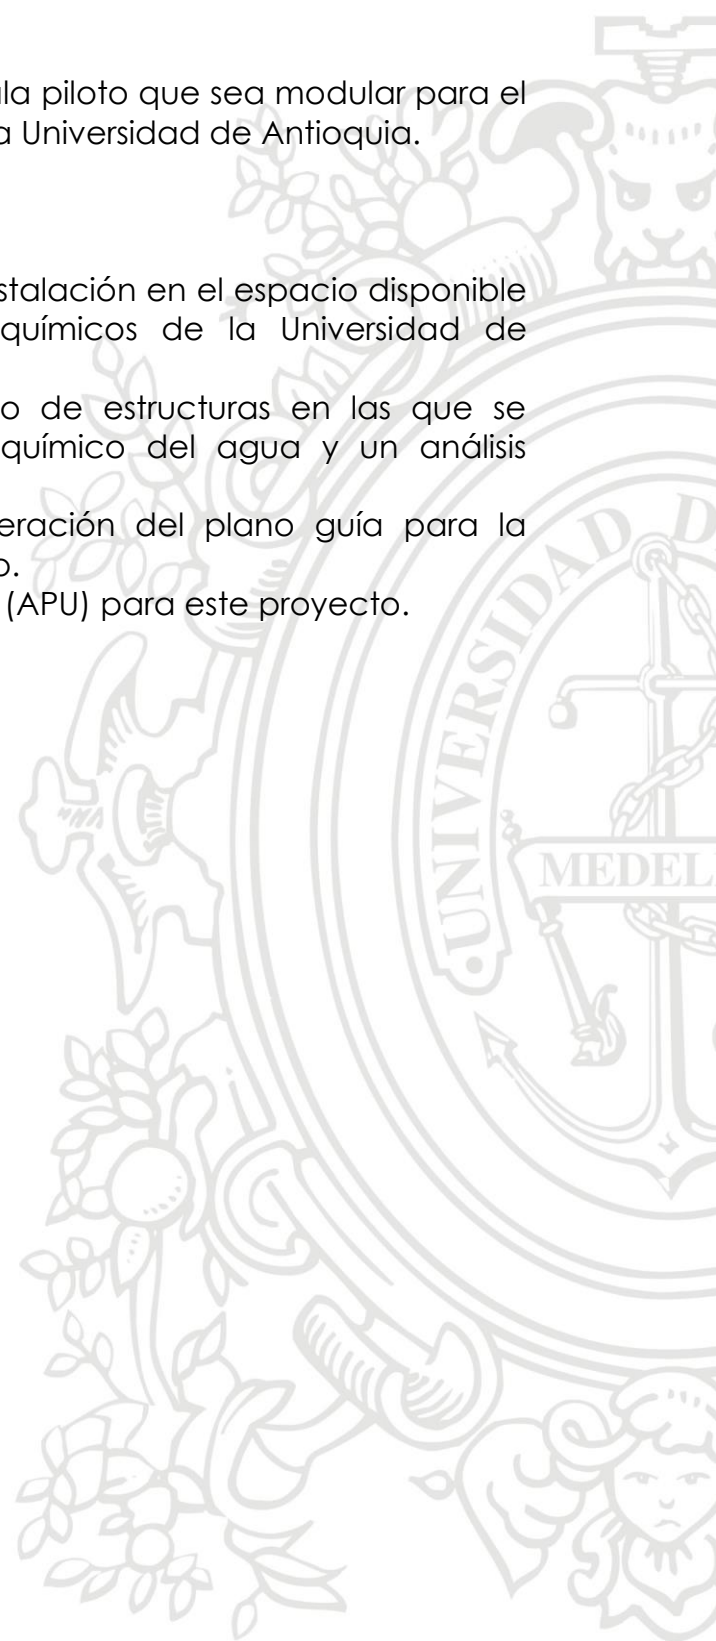 la piloto que sea modular para el
a Universidad de Antioquia.
stalación en el espacio disponible
químicos de la Universidad de
o de estructuras en las que se
químico del agua y un análisis
eración del plano guía para la
o.
(APU) para este proyecto.
UNIVERSIDAD D
MEDEL